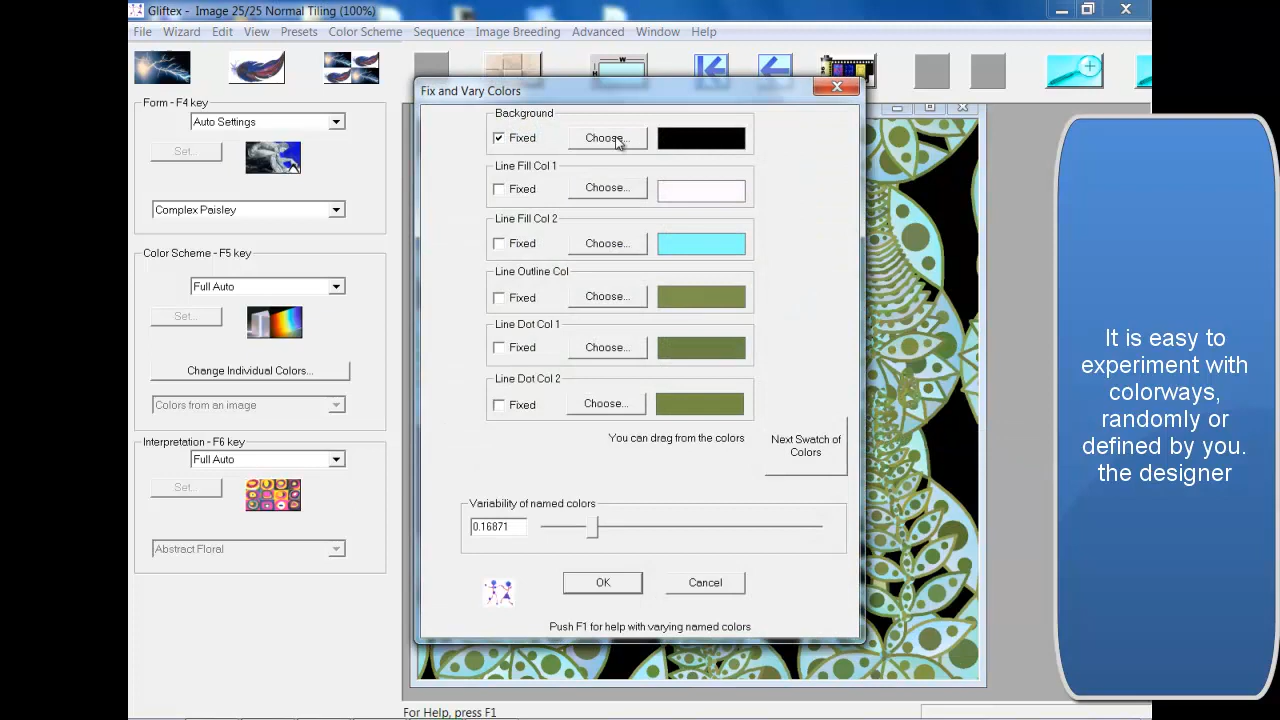 Gliftex - Image 25/25 Normal Tiling (100%)
File Wizard Edit View Presets Color Scheme Sequence Image Breeding Advanced Window Help
Form - F4 key
Auto Settings
Set...
Complex Paisley
Color Scheme - F5 key
Full Auto
Set...
Change Individual Colors...
Colors from an image
Interpretation - F6 key
Full Auto
Set...
Abstract Floral
Fix and Vary Colors
Background
Fixed Choose...
Line Fill Col 1
Fixed Choose...
Line Fill Col 2
Fixed Choose...
Line Outline Col
Fixed Choose...
Line Dot Col 1
Fixed Choose...
Line Dot Col 2
Fixed Choose...
You can drag from the colors
Next Swatch of
Colors
Variability of named colors
0.16871
OK Cancel
Push F1 for help with varying named colors
For Help, press F1
It is easy to
experiment with
colorways,
randomly or
defined by you.
the designer